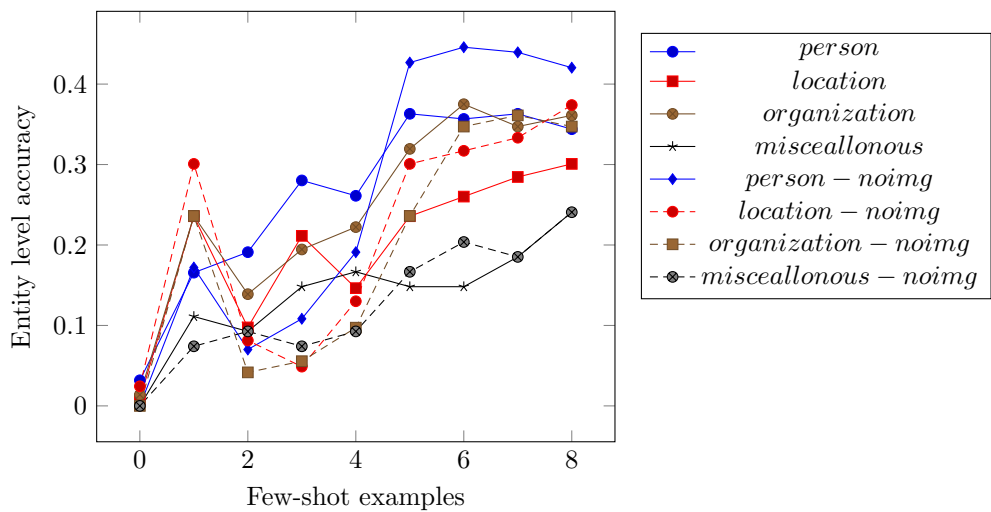 0.4
0.3
0.2
0.1
0
0 2 4 6 8
Entity level accuracy
Few-shot examples
person
location
organization
misceallonous
person − noimg
location − noimg
organization − noimg
misceallonous − noimg